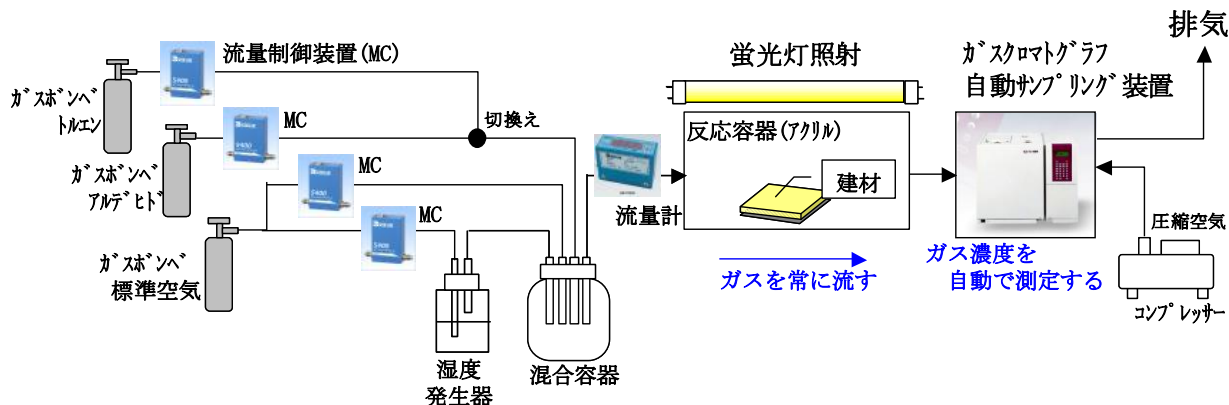 排気
流量制御装置(MC)
ガスボンベ
トルエン
MC
切換え
ガスボンベ
アルデヒド
MC
MC
ガスボンベ
標準空気
湿度
発生器
混合容器
流量計
蛍光灯照射
反応容器(アクリル)
建材
ガスを常に流す
ガスクロマトグラフ
自動サンプリング装置
ガス濃度を
自動で測定する
圧縮空気
コンプレッサー